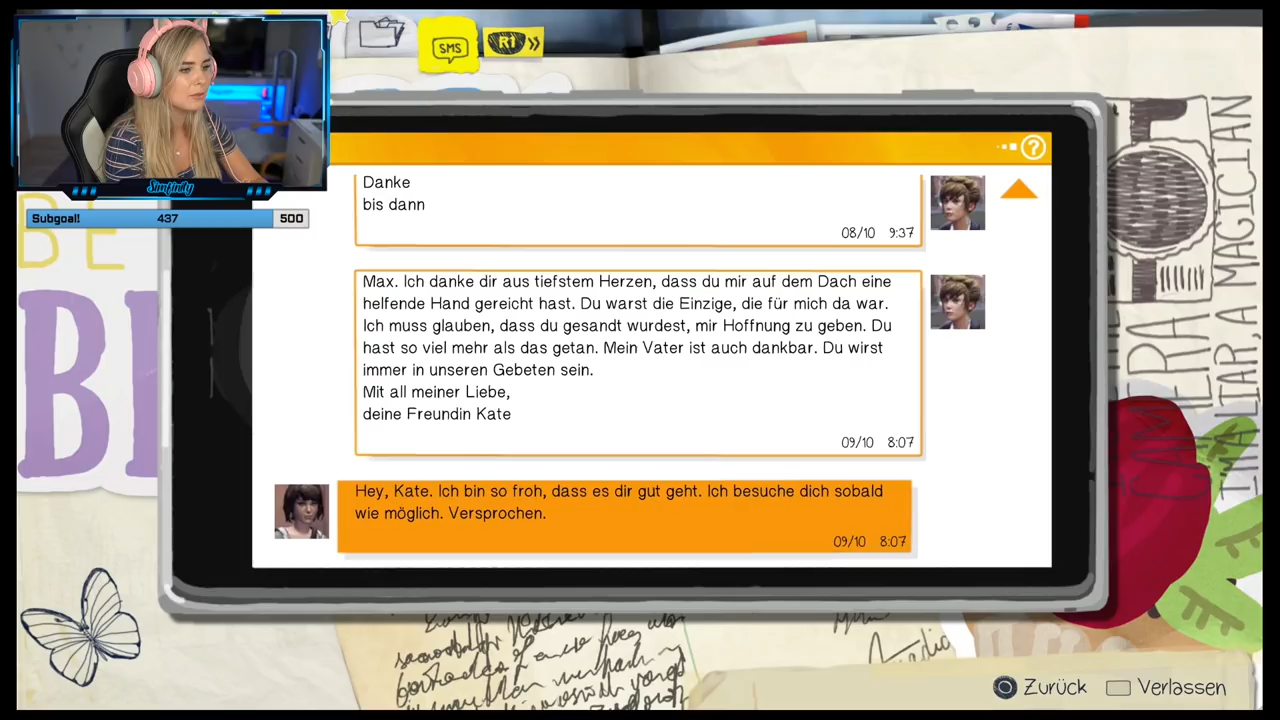 SMS
R1
?
Simfinity
Subgoal! 437 500
Danke
bis dann
08/10 9:37
Max. Ich danke dir aus tiefstem Herzen, dass du mir auf dem Dach eine
helfende Hand gereicht hast. Du warst die Einzige, die für mich da war.
Ich muss glauben, dass du gesandt wurdest, mir Hoffnung zu geben. Du
hast so viel mehr als das getan. Mein Vater ist auch dankbar. Du wirst
immer in unseren Gebeten sein.
Mit all meiner Liebe,
deine Freundin Kate
09/10 8:07
Hey, Kate. Ich bin so froh, dass es dir gut geht. Ich besuche dich sobald
wie möglich. Versprochen.
09/10 8:07
BE
LIAR, A MAGICIAN
Zurück
Verlassen